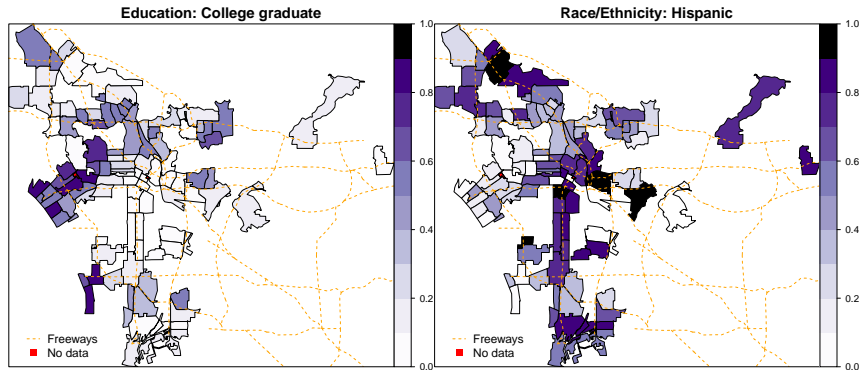 Education: College graduate
1.0
0.8
0.6
0.4
0.2
0.0
Freeways
No data
Race/Ethnicity: Hispanic
1.0
0.8
0.6
0.4
0.2
0.0
Freeways
No data